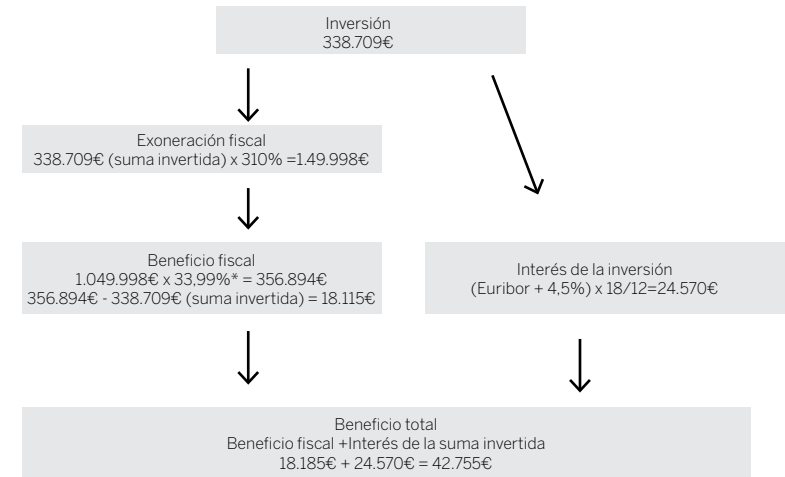 Inversión
338.709€
Exoneración fiscal
338.709€ (suma invertida) x 310% =1.49.998€
Beneficio fiscal
1.049.998€ x 33,99%* = 356.894€
356.894€ - 338.709€ (suma invertida) = 18.115€
Interés de la inversión
(Euribor + 4,5%) x 18/12=24.570€
Beneficio total
Beneficio fiscal +Interés de la suma invertida
18.185€ + 24.570€ = 42.755€